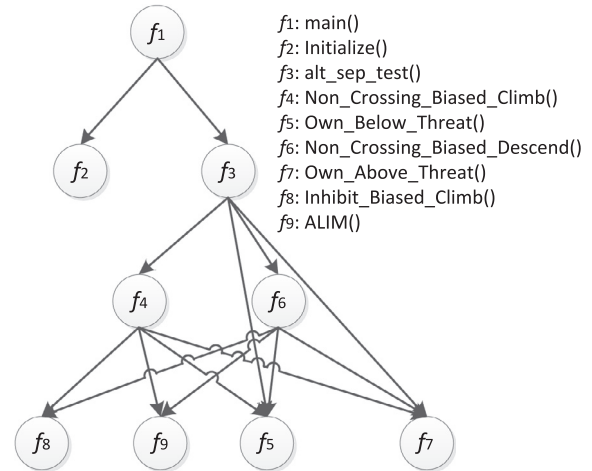 f1
f1: main()
f2: Initialize()
f3: alt_sep_test()
f4: Non_Crossing_Biased_Climb()
f5: Own_Below_Threat()
f6: Non_Crossing_Biased_Descend()
f7: Own_Above_Threat()
f8: Inhibit_Biased_Climb()
f9: ALIM()
f2
f3
f4
f6
f8
f9
f5
f7